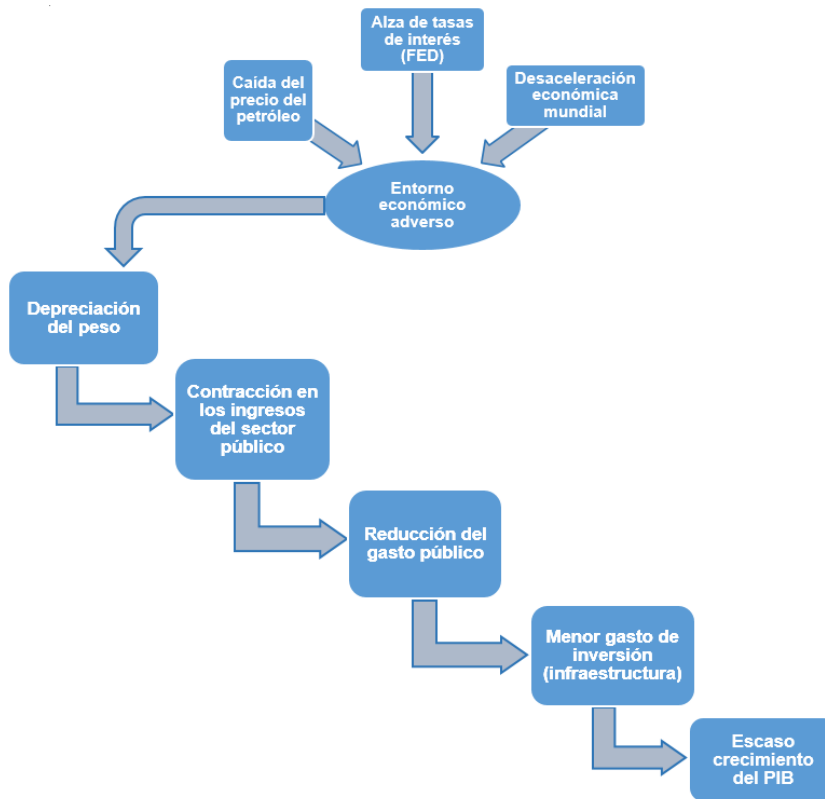 Alza de tasas
de interés
(FED)
Caída del
precio del
petróleo
Desaceleración
económica
mundial
Entorno
económico
adverso
Depreciación
del peso
Contracción en
los ingresos
del sector
público
Reducción del
gasto público
Menor gasto de
inversión
(infraestructura)
Escaso
crecimiento
del PIB